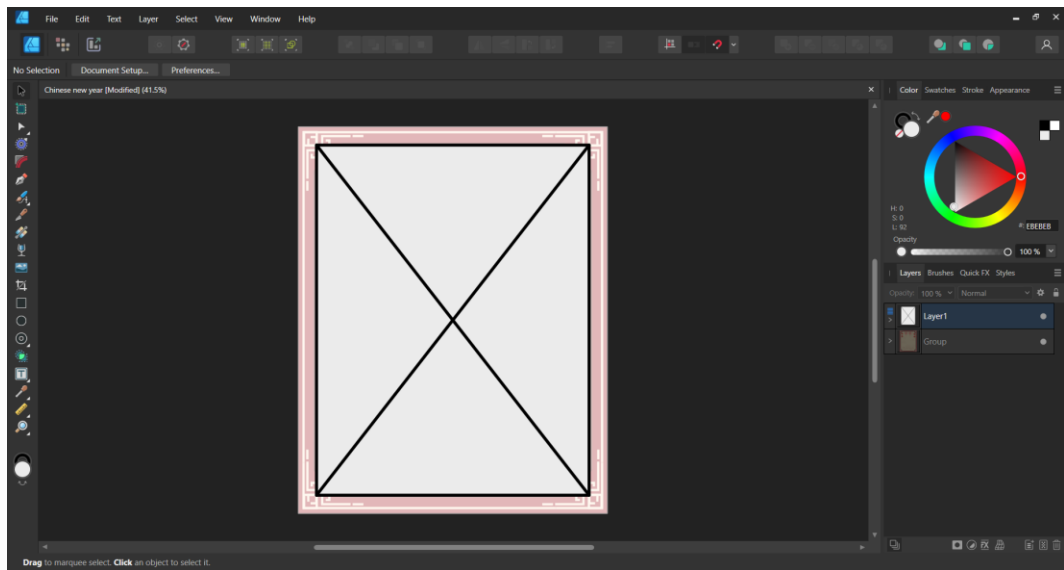 File Edit Text Layer Select View Window Help
No Selection Document Setup... Preferences...
Chinese new year [Modified] (41.5%)
Color Swatches Stroke Appearance
H: 0
S: 0
L: 92
# EBEBEB
Opacity
100 %
Layers Brushes Quick FX Styles
Opacity: 100 % Normal
Layer1
Group
Drag to marquee select. Click an object to select it.